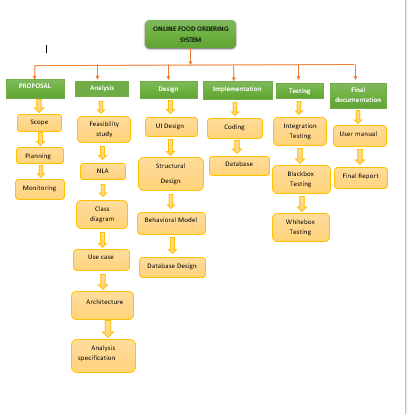 ONLINE FOOD ORDERING
SYSTEM
PROPOSAL
Scope
Planning
Monitoring
Analysis
Feasibility
study
NLA
Class
diagram
Use case
Architecture
Analysis
specification
Design
UI Design
Structural
Design
Behavioral Model
Database Design
Implementation
Coding
Database
Testing
Integration
Testing
Blackbox
Testing
Whitebox
Testing
Final
documentation
User manual
Final Report